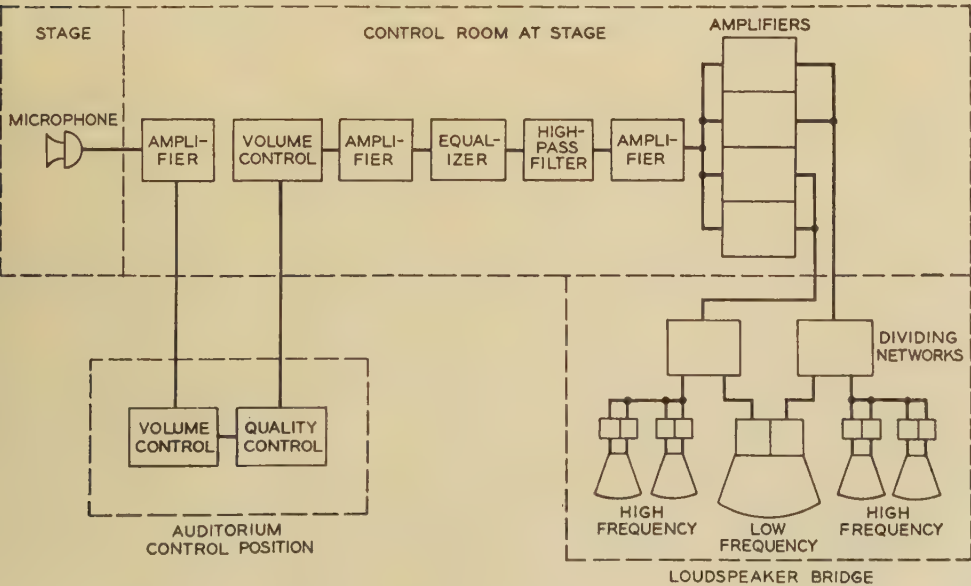 STAGE
CONTROL ROOM AT STAGE
AMPLIFIERS
MICROPHONE
AMPLI-
FIER
VOLUME
CONTROL
AMPLI-
FIER
EQUAL-
IZER
HIGH-
PASS
FILTER
AMPLI-
FIER
DIVIDING
NETWORKS
VOLUME
CONTROL
QUALITY
CONTROL
AUDITORIUM
CONTROL POSITION
HIGH
FREQUENCY
LOW
FREQUENCY
HIGH
FREQUENCY
LOUDSPEAKER BRIDGE